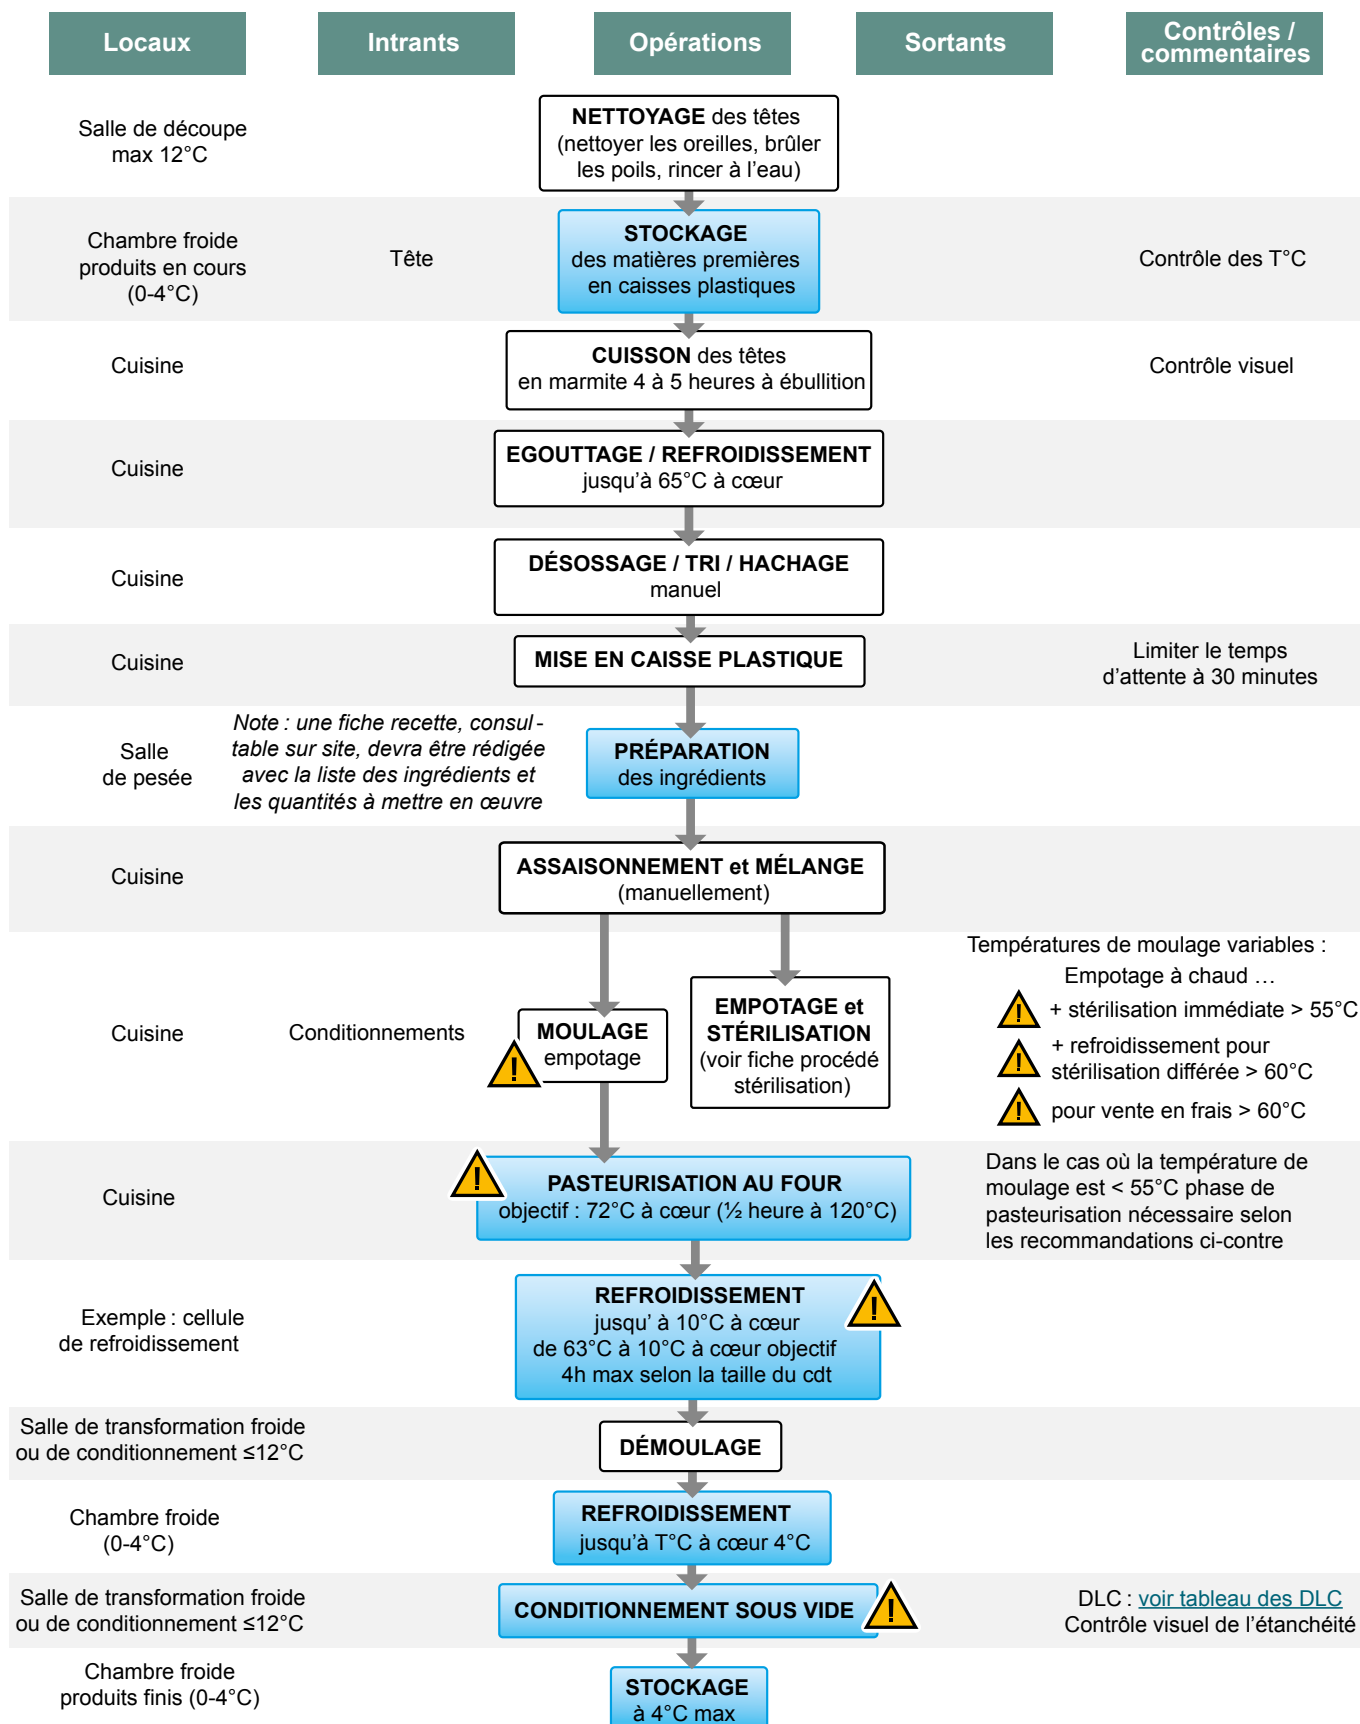 Locaux
Intrants
Opérations
Sortants
Contrôles /
commentaires
Salle de découpe
max 12°C
NETTOYAGE des têtes
(nettoyer les oreilles, brûler
les poils, rincer à l'eau)
Chambre froide
produits en cours
(0-4°C)
Tête
STOCKAGE
des matières premières
en caisses plastiques
Contrôle des T°C
Cuisine
CUISSON des têtes
en marmite 4 à 5 heures à ébullition
Contrôle visuel
Cuisine
EGOUTTAGE / REFROIDISSEMENT
jusqu'à 65°C à cœur
Cuisine
DÉSOSSAGE / TRI / HACHAGE
manuel
Cuisine
MISE EN CAISSE PLASTIQUE
Limiter le temps
d'attente à 30 minutes
Salle
de pesée
Note : une fiche recette, consul-
table sur site, devra être rédigée
avec la liste des ingrédients et
les quantités à mettre en œuvre
PRÉPARATION
des ingrédients
Cuisine
ASSAISONNEMENT et MÉLANGE
(manuellement)
Cuisine
Conditionnements
MOULAGE
empotage
EMPOTAGE et
STÉRILISATION
(voir fiche procédé
stérilisation)
Températures de moulage variables :
Empotage à chaud …
+ stérilisation immédiate > 55°C
+ refroidissement pour
stérilisation différée > 60°C
pour vente en frais > 60°C
Cuisine
PASTEURISATION AU FOUR
objectif : 72°C à cœur (½ heure à 120°C)
Dans le cas où la température de
moulage est < 55°C phase de
pasteurisation nécessaire selon
les recommandations ci-contre
Exemple : cellule
de refroidissement
REFROIDISSEMENT
jusqu' à 10°C à cœur
de 63°C à 10°C à cœur objectif
4h max selon la taille du cdt
Salle de transformation froide
ou de conditionnement ≤12°C
DÉMOULAGE
Chambre froide
(0-4°C)
REFROIDISSEMENT
jusqu'à T°C à cœur 4°C
Salle de transformation froide
ou de conditionnement ≤12°C
CONDITIONNEMENT SOUS VIDE
DLC : voir tableau des DLC
Contrôle visuel de l'étanchéité
Chambre froide
produits finis (0-4°C)
STOCKAGE
à 4°C max